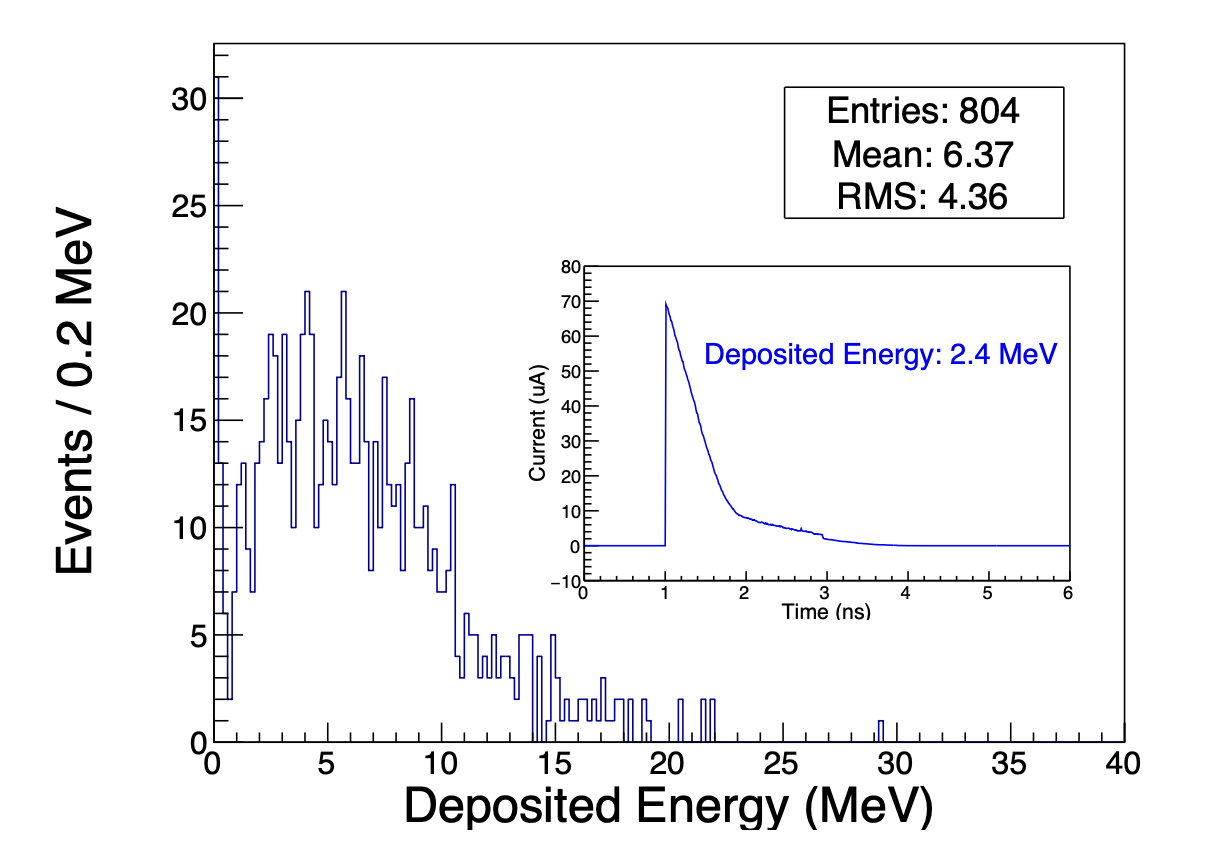 Events / 0.2 MeV
30
25
20
15
10
5
0
Entries: 804
Mean: 6.37
RMS: 4.36
Current (uA)
80
70
60
50
40
30
20
10
0
−10
Deposited Energy: 2.4 MeV
0 1 2 3 4 5 6
Time (ns)
0 5 10 15 20 25 30 35 40
Deposited Energy (MeV)